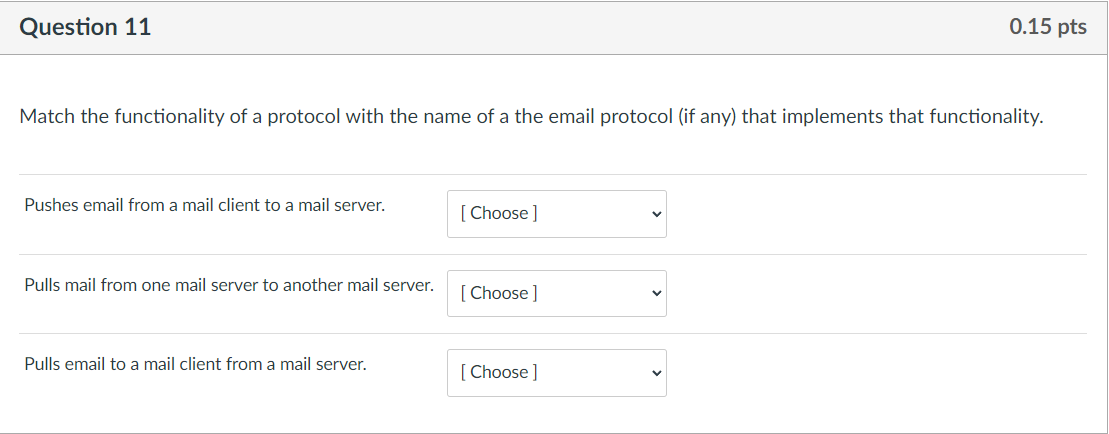 Question 11
0.15 pts
Match the functionality of a protocol with the name of a the email protocol (if any) that implements that functionality.
Pushes email from a mail client to a mail server.
[ Choose ]
Pulls mail from one mail server to another mail server.
[ Choose ]
Pulls email to a mail client from a mail server.
[ Choose ]